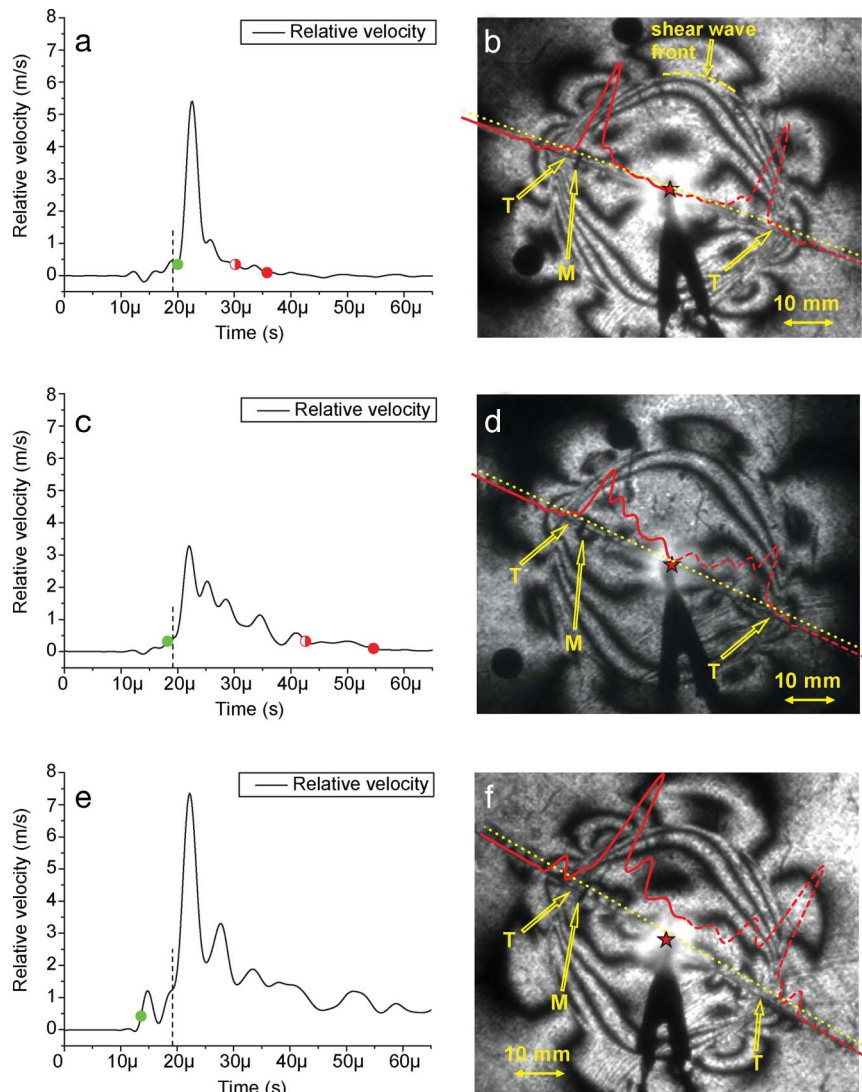 a
Relative velocity
Relative velocity (m/s)
8
7
6
5
4
3
2
1
0
0 10µ 20µ 30µ 40µ 50µ 60µ
Time (s)
b
shear wave
front
T
M
T
10 mm
c
Relative velocity
Relative velocity (m/s)
8
7
6
5
4
3
2
1
0
0 10µ 20µ 30µ 40µ 50µ 60µ
Time (s)
d
T
M
T
10 mm
e
Relative velocity
Relative velocity (m/s)
8
7
6
5
4
3
2
1
0
0 10µ 20µ 30µ 40µ 50µ 60µ
Time (s)
f
T
M
T
10 mm